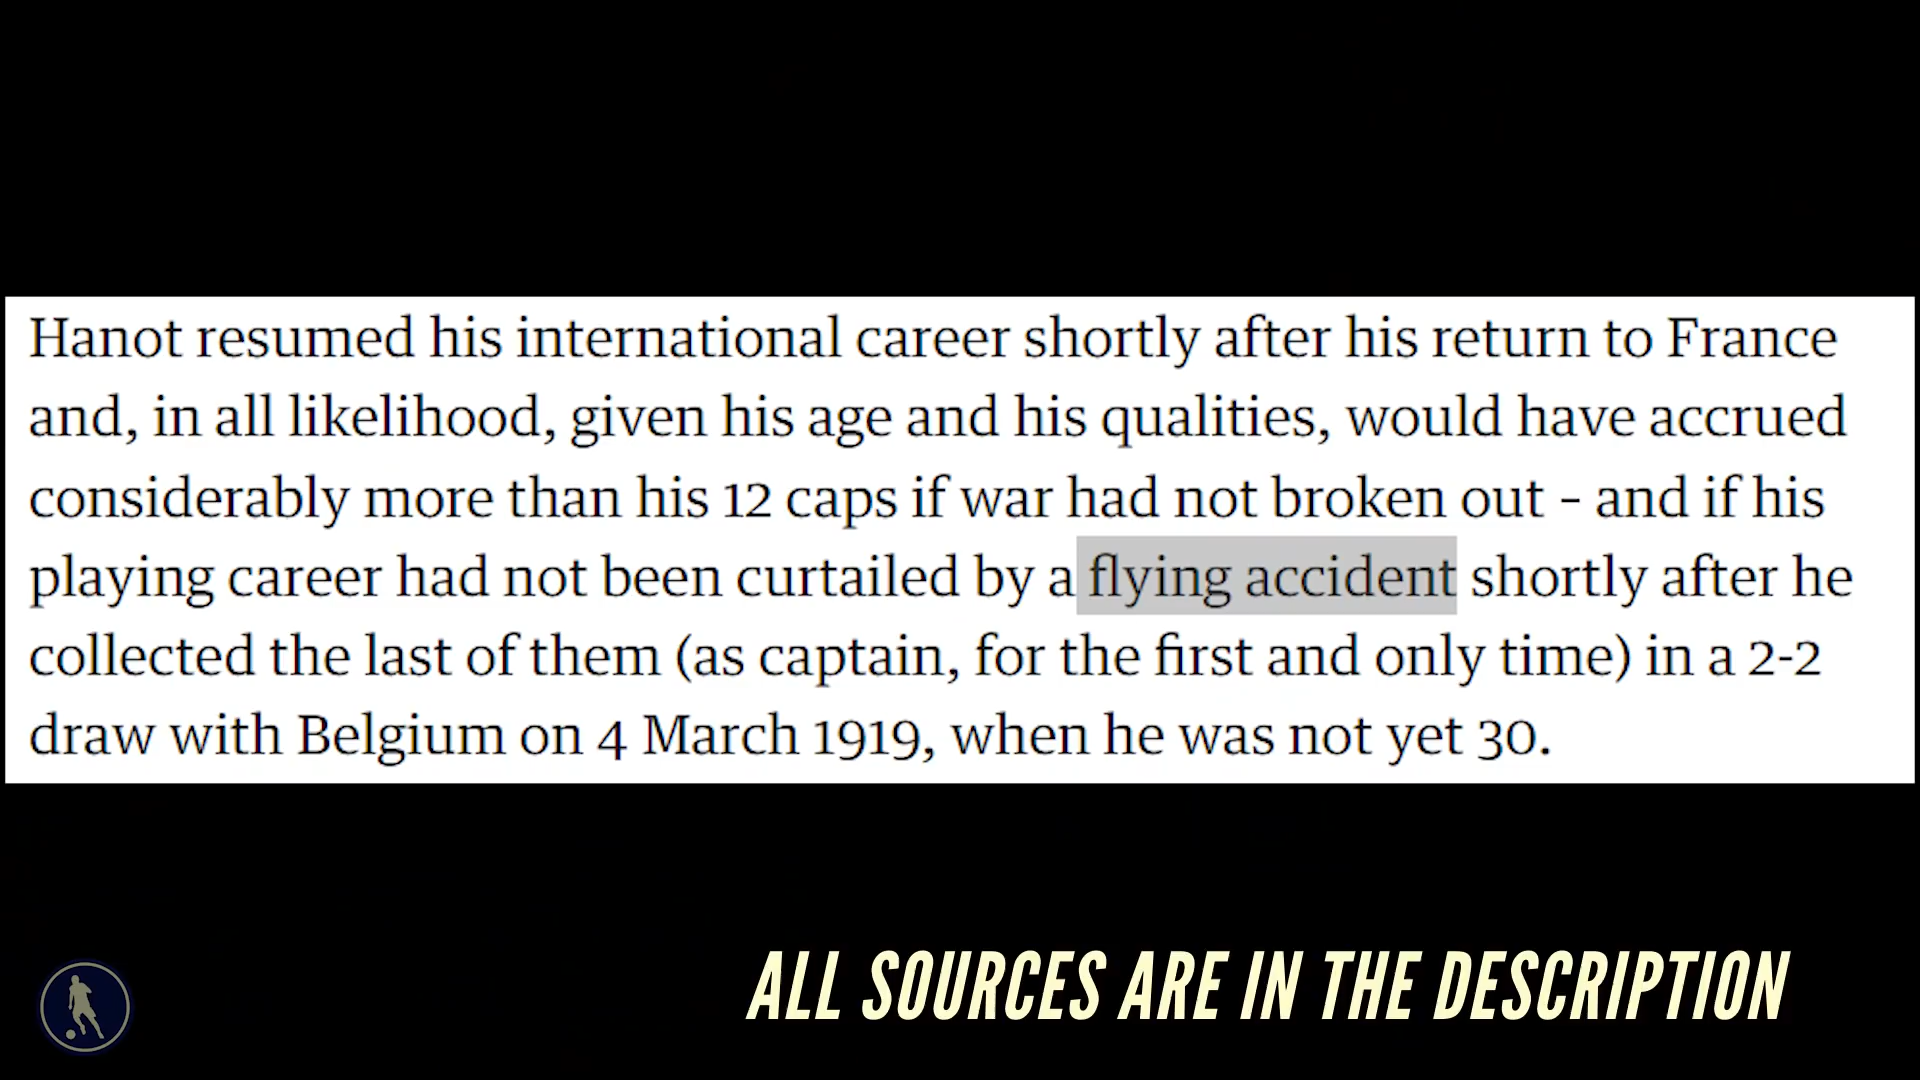 Hanot resumed his international career shortly after his return to France
and, in all likelihood, given his age and his qualities, would have accrued
considerably more than his 12 caps if war had not broken out – and if his
playing career had not been curtailed by a flying accident shortly after he
collected the last of them (as captain, for the first and only time) in a 2-2
draw with Belgium on 4 March 1919, when he was not yet 30.
ALL SOURCES ARE IN THE DESCRIPTION